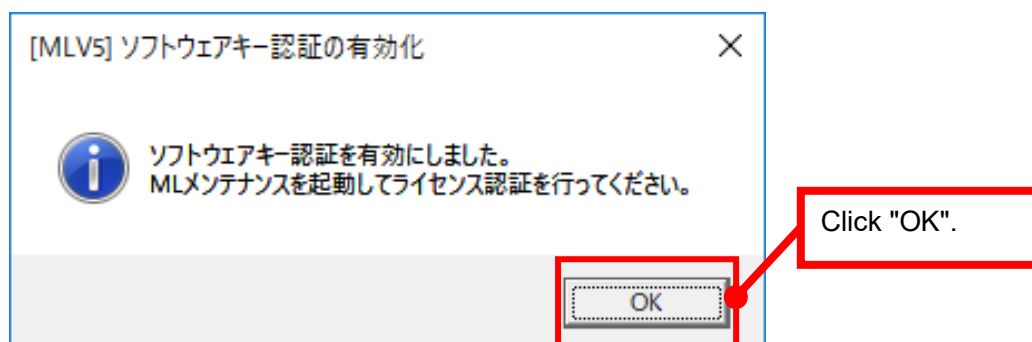 [MLV5] ソフトウェアキー認証の有効化
ソフトウェアキー認証を有効にしました。
MLメンテナンスを起動してライセンス認証を行ってください。
Click "OK".
OK